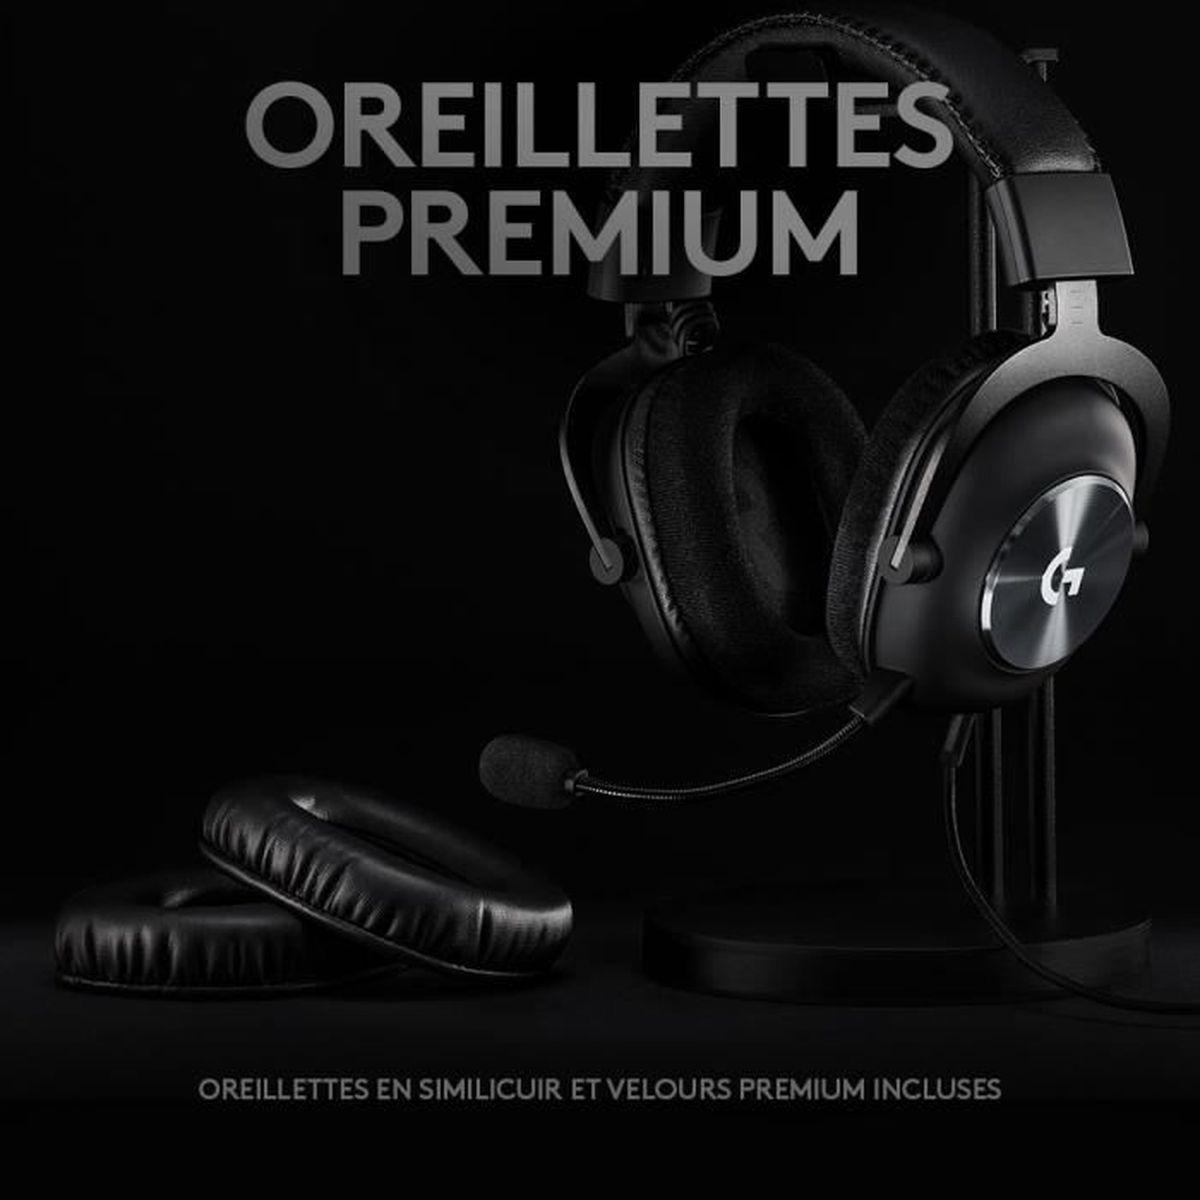 OREILLETTES
PREMIUM
G
OREILLETTES EN SIMILICUIR ET VELOURS PREMIUM INCLUSES